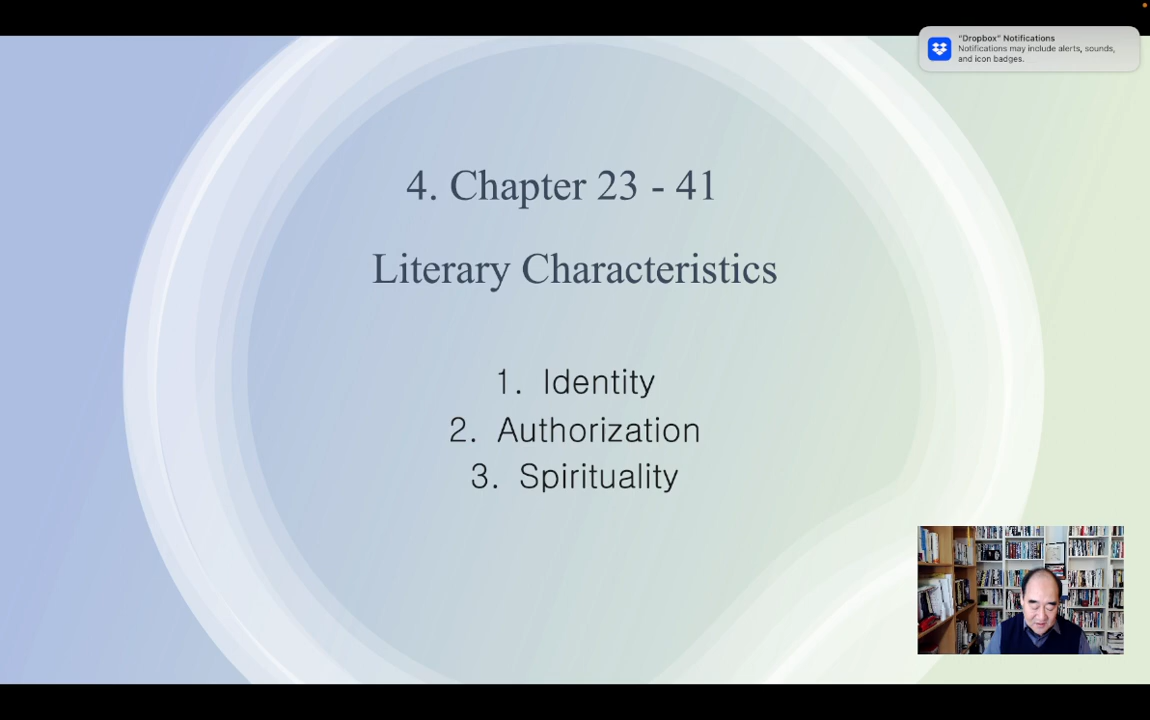 "Dropbox" Notifications
Notifications may include alerts, sounds,
and icon badges.
4. Chapter 23 - 41
Literary Characteristics
1. Identity
2. Authorization
3. Spirituality